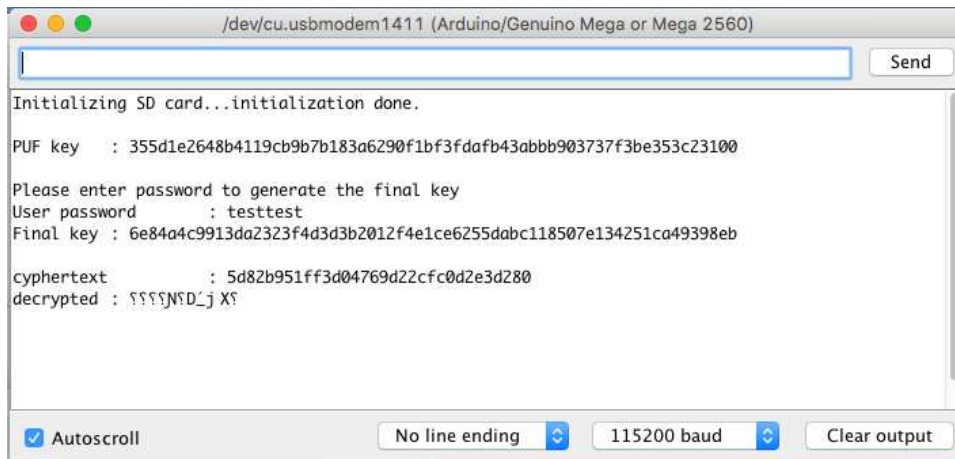 /dev/cu.usbmodem1411 (Arduino/Genuino Mega or Mega 2560)
Send
Initializing SD card...initialization done.
PUF key : 355d1e2648b4119cb9b7b183a6290f1bf3fdafb43abbb903737f3be353c23100
Please enter password to generate the final key
User password : testtest
Final key : 6e84a4c9913da2323f4d3d3b2012f4e1ce6255dabc118507e134251ca49398eb
cyphertext : 5d82b951ff3d04769d22cfc0d2e3d280
decrypted :
Autoscroll
No line ending
115200 baud
Clear output